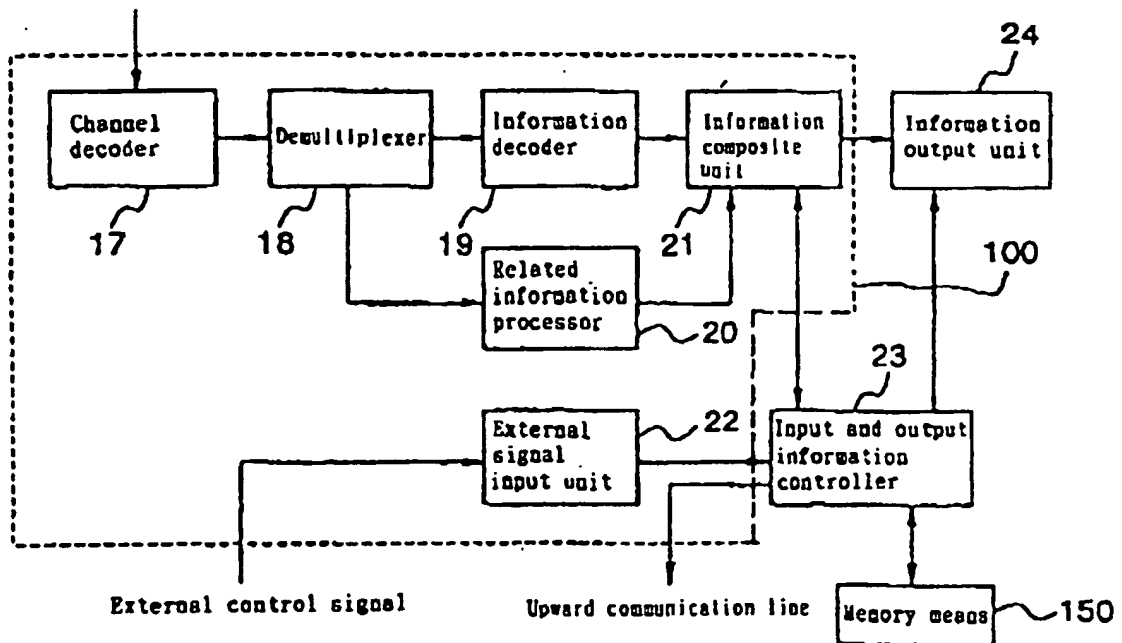 24
Channel
decoder
Demultiplexer
Information
decoder
Information
composite
unit
Information
output unit
17
18
19
21
100
Related
information
processor
20
23
External
signal
input unit
22
Input and output
information
controller
External control signal
Upward communication line
Memory means
150